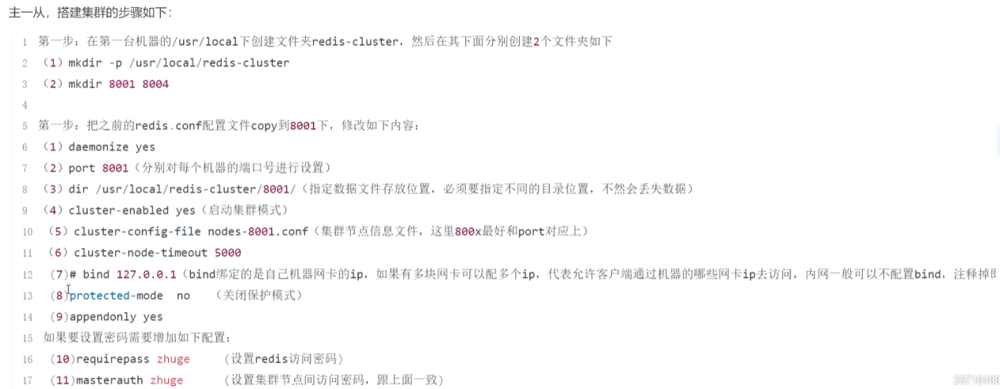 主一从，搭建集群的步骤如下：
1 第一步：在第一台机器的/usr/local下创建文件夹redis-cluster，然后在其下面分别创建2个文件夾如下
2 （1）mkdir -p /usr/local/redis-cluster
3 （2）mkdir 8001 8004
4
5 第一步：把之前的redis.conf配置文件copy到8001下，修改如下内容：
6 （1）daemonize yes
7 （2）port 8001（分别对每个机器的端口号进行设置）
8 （3）dir /usr/local/redis-cluster/8001/（指定数据文件存放位置，必须要指定不同的目录位置，不然会丢失数据）
9 （4）cluster-enabled yes（启动集群模式）
10 （5）cluster-config-file nodes-8001.conf（集群节点信息文件，这里800x最好和port对应上）
11 （6）cluster-node-timeout 5000
12 (7)# bind 127.0.0.1（bind绑定的是自己机器网卡的ip，如果有多块网卡可以配多个ip，代表允许客户端通过机器的哪些网卡ip去访问，内网一般可以不配置bind，注释掉
13 (8)protected-mode no （关闭保护模式）
14 (9)appendonly yes
15 如果要设置密码需要增加如下配置：
16 (10)requirepass zhuge (设置redis访问密码)
17 (11)masterauth zhuge (设置集群节点间访问密码，跟上面一致)
25716489